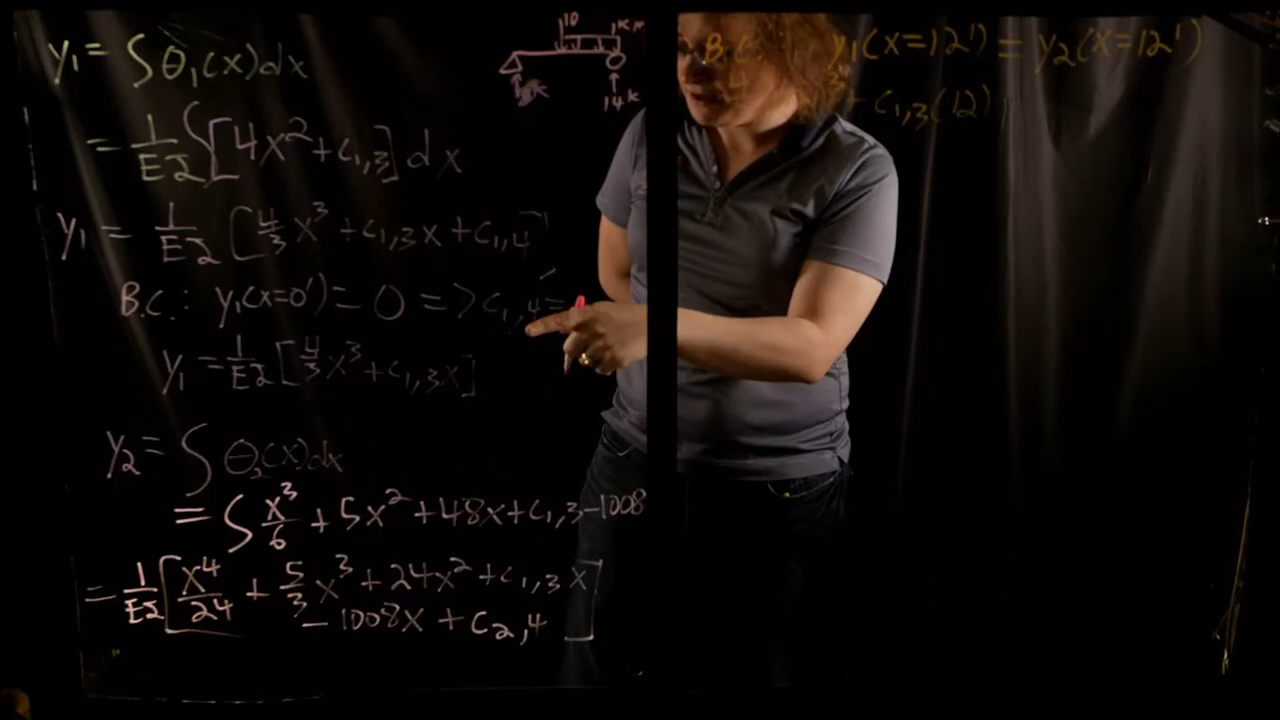 y₁ = ∫θ₁(x)dx
= 1/EI ∫[4x² + C₁,₃] dx
y₁ = 1/EI [4/3 x³ + C₁,₃x + C₁,₄]
B.C.: y₁(x=0') = 0 => C₁,₄ =
y₁ = 1/EI [4/3 x³ + C₁,₃x]
y₂ = ∫ θ₂(x)dx
= ∫ x³/6 + 5x² + 48x + C₁,₃ - 1008
= 1/EI [x⁴/24 + 5/3 x³ + 24x² + C₁,₃ x
- 1008x + C₂,₄ ]
10
14K
B.C. y₁(x=12') = y₂(x=12')
+ C₁,₃(12)